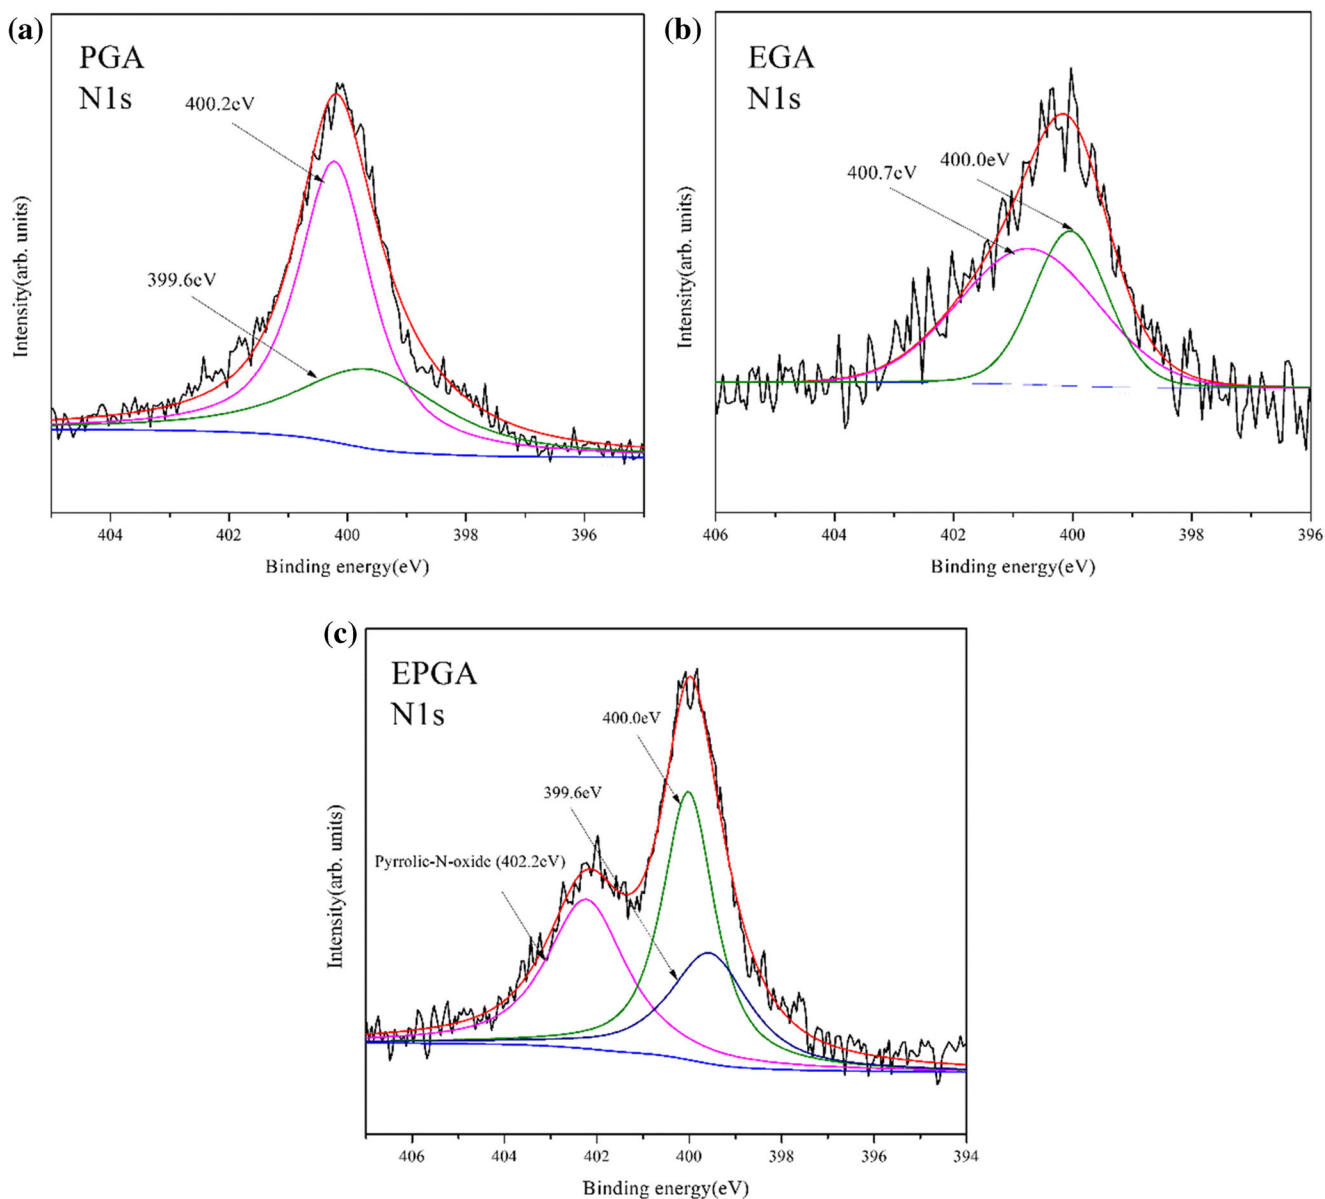 (a)
PGA
N1s
400.2eV
399.6eV
Intensity(arb. units)
404 402 400 398 396
Binding energy(eV)
(b)
EGA
N1s
400.7eV
400.0eV
Intensity(arb. units)
406 404 402 400 398 396
Binding energy(eV)
(c)
EPGA
N1s
400.0eV
399.6eV
Pyrrolic-N-oxide (402.2eV)
Intensity(arb. units)
406 404 402 400 398 396 394
Binding energy(eV)